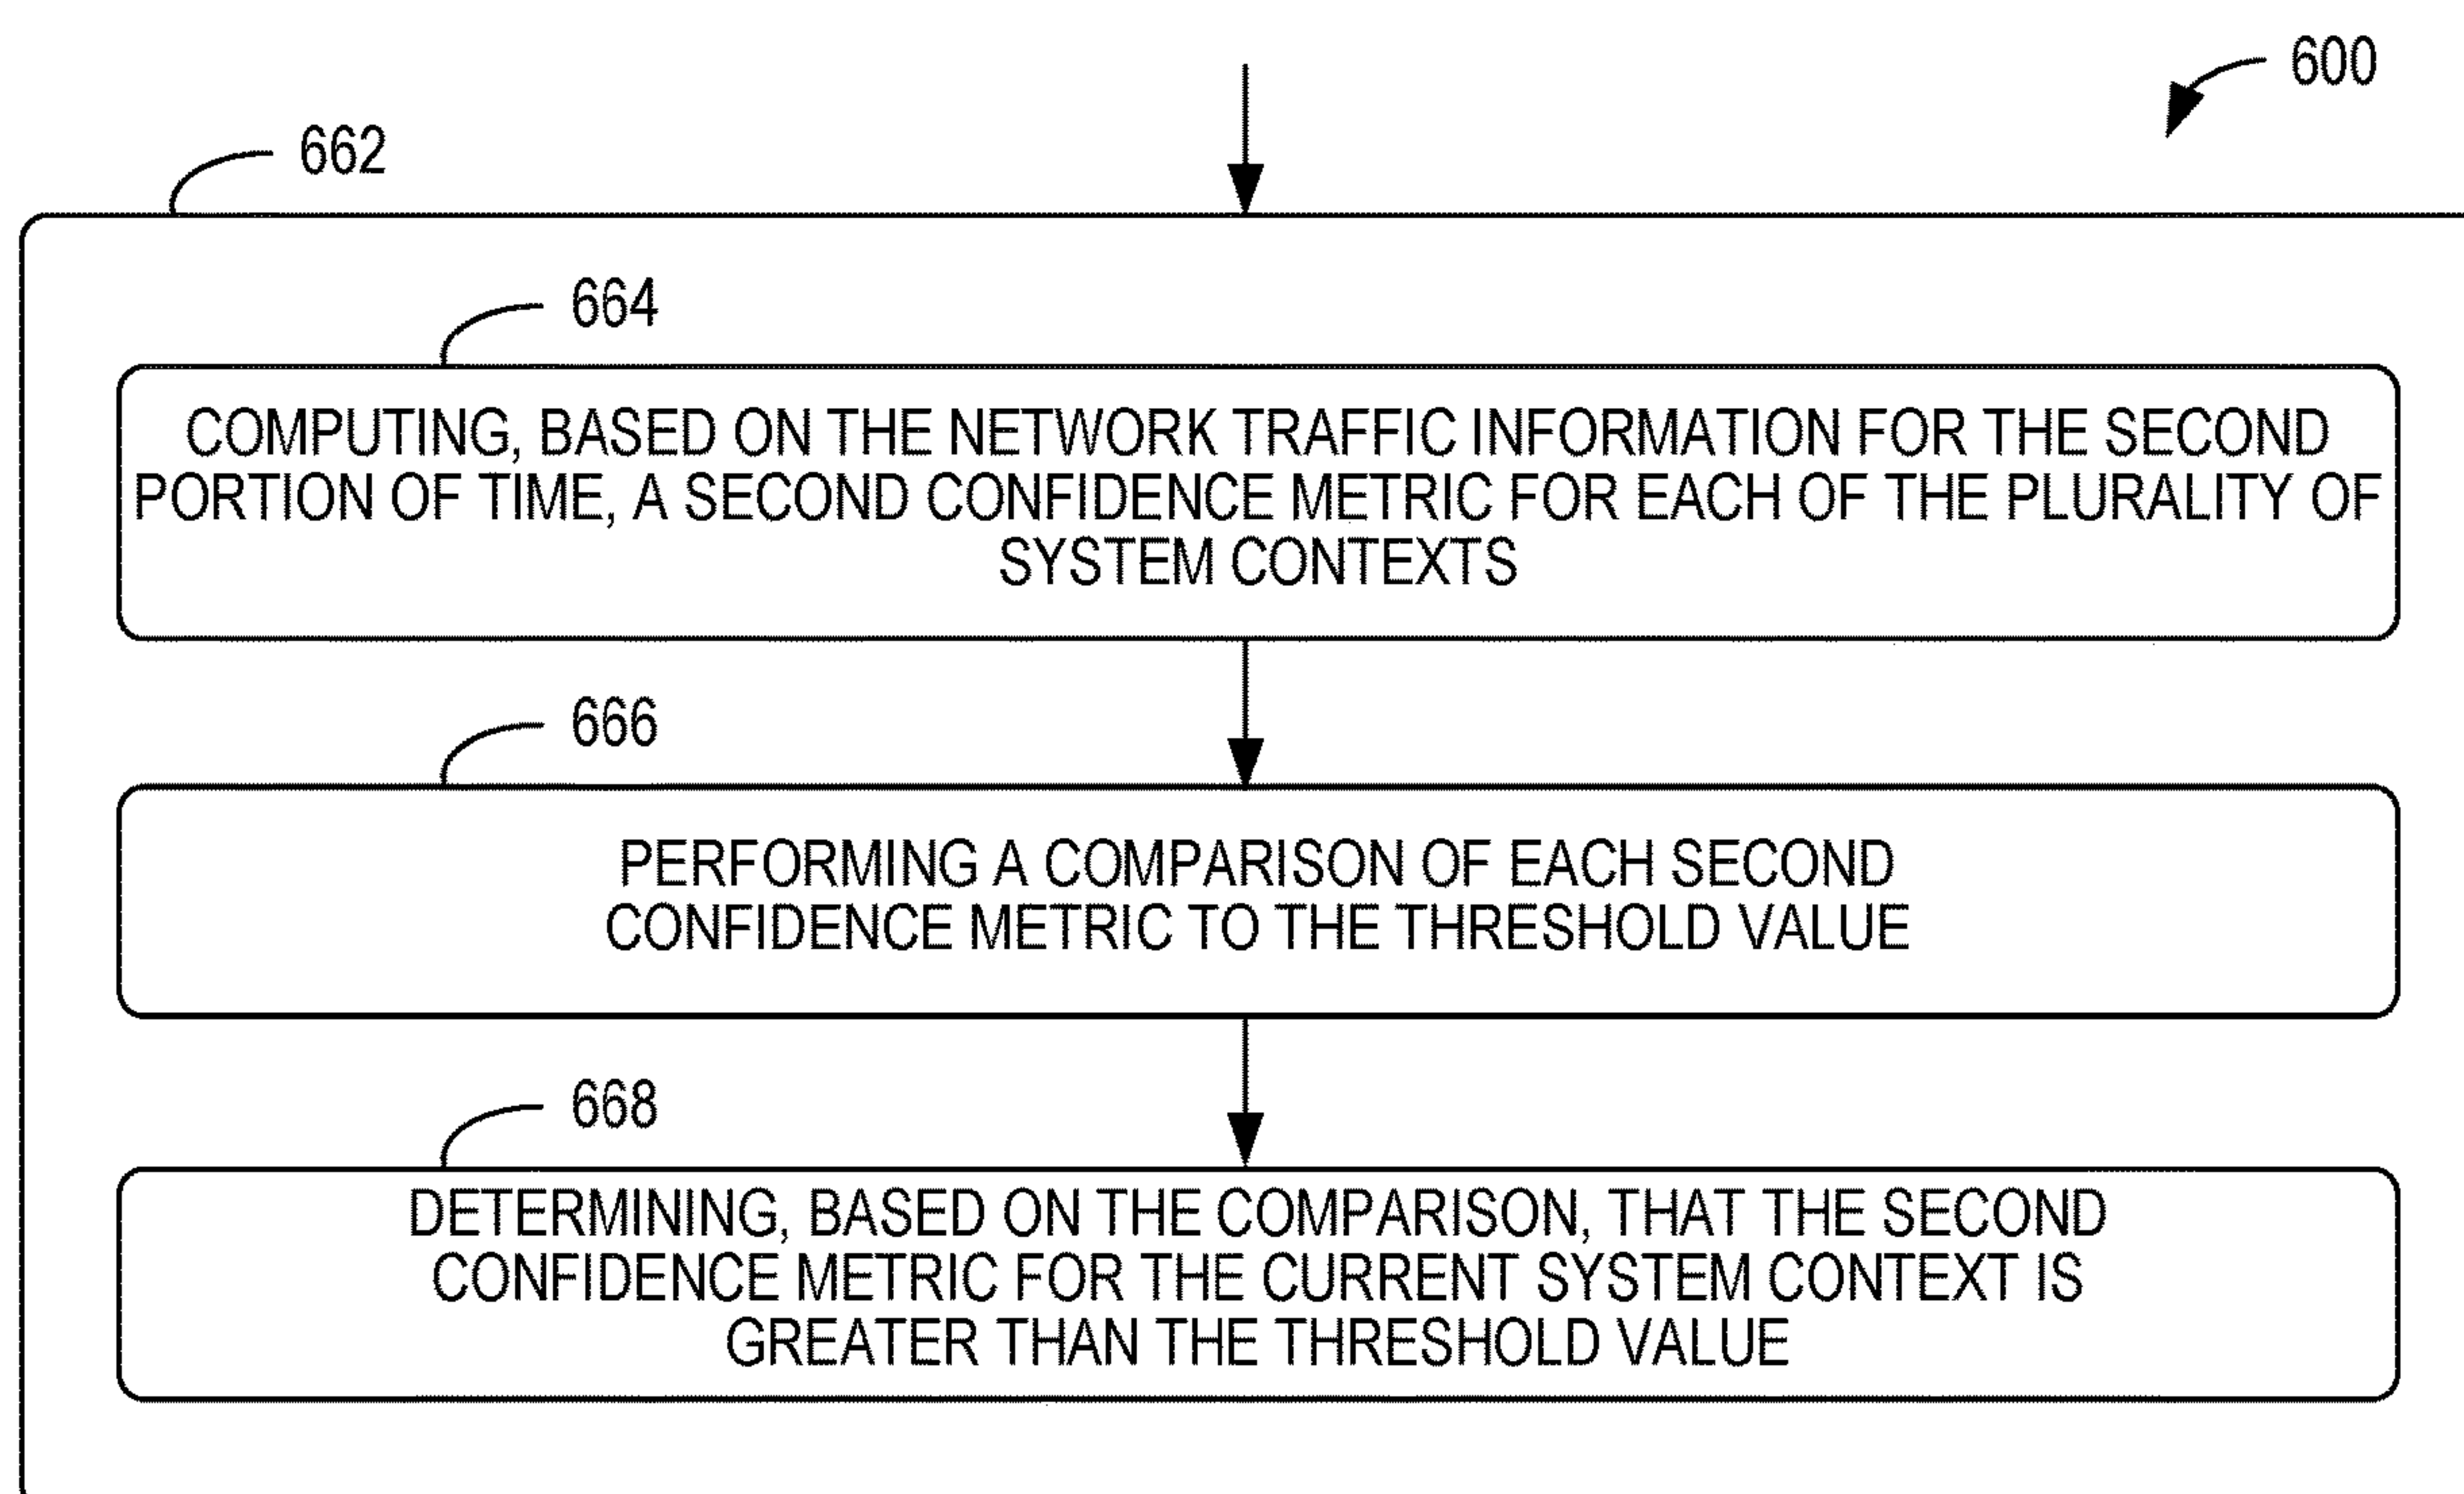 600
662
664
COMPUTING, BASED ON THE NETWORK TRAFFIC INFORMATION FOR THE SECOND
PORTION OF TIME, A SECOND CONFIDENCE METRIC FOR EACH OF THE PLURALITY OF
SYSTEM CONTEXTS
666
PERFORMING A COMPARISON OF EACH SECOND
CONFIDENCE METRIC TO THE THRESHOLD VALUE
668
DETERMINING, BASED ON THE COMPARISON, THAT THE SECOND
CONFIDENCE METRIC FOR THE CURRENT SYSTEM CONTEXT IS
GREATER THAN THE THRESHOLD VALUE